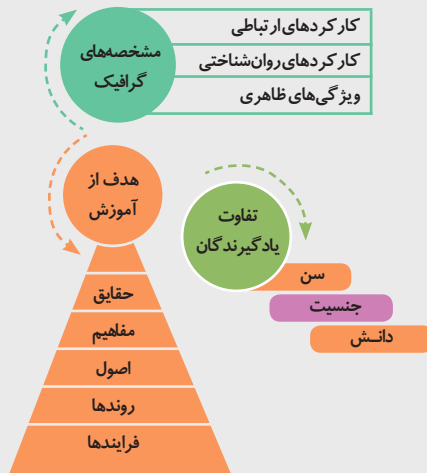 مشخصه‌های
گرافیک
کارکردهای ارتباطی
کارکردهای روان‌شناختی
ویژگی‌های ظاهری
هدف از
آموزش
حقایق
مفاهیم
اصول
روندها
فرایندها
تفاوت
یادگیرندگان
سن
جنسیت
دانـش